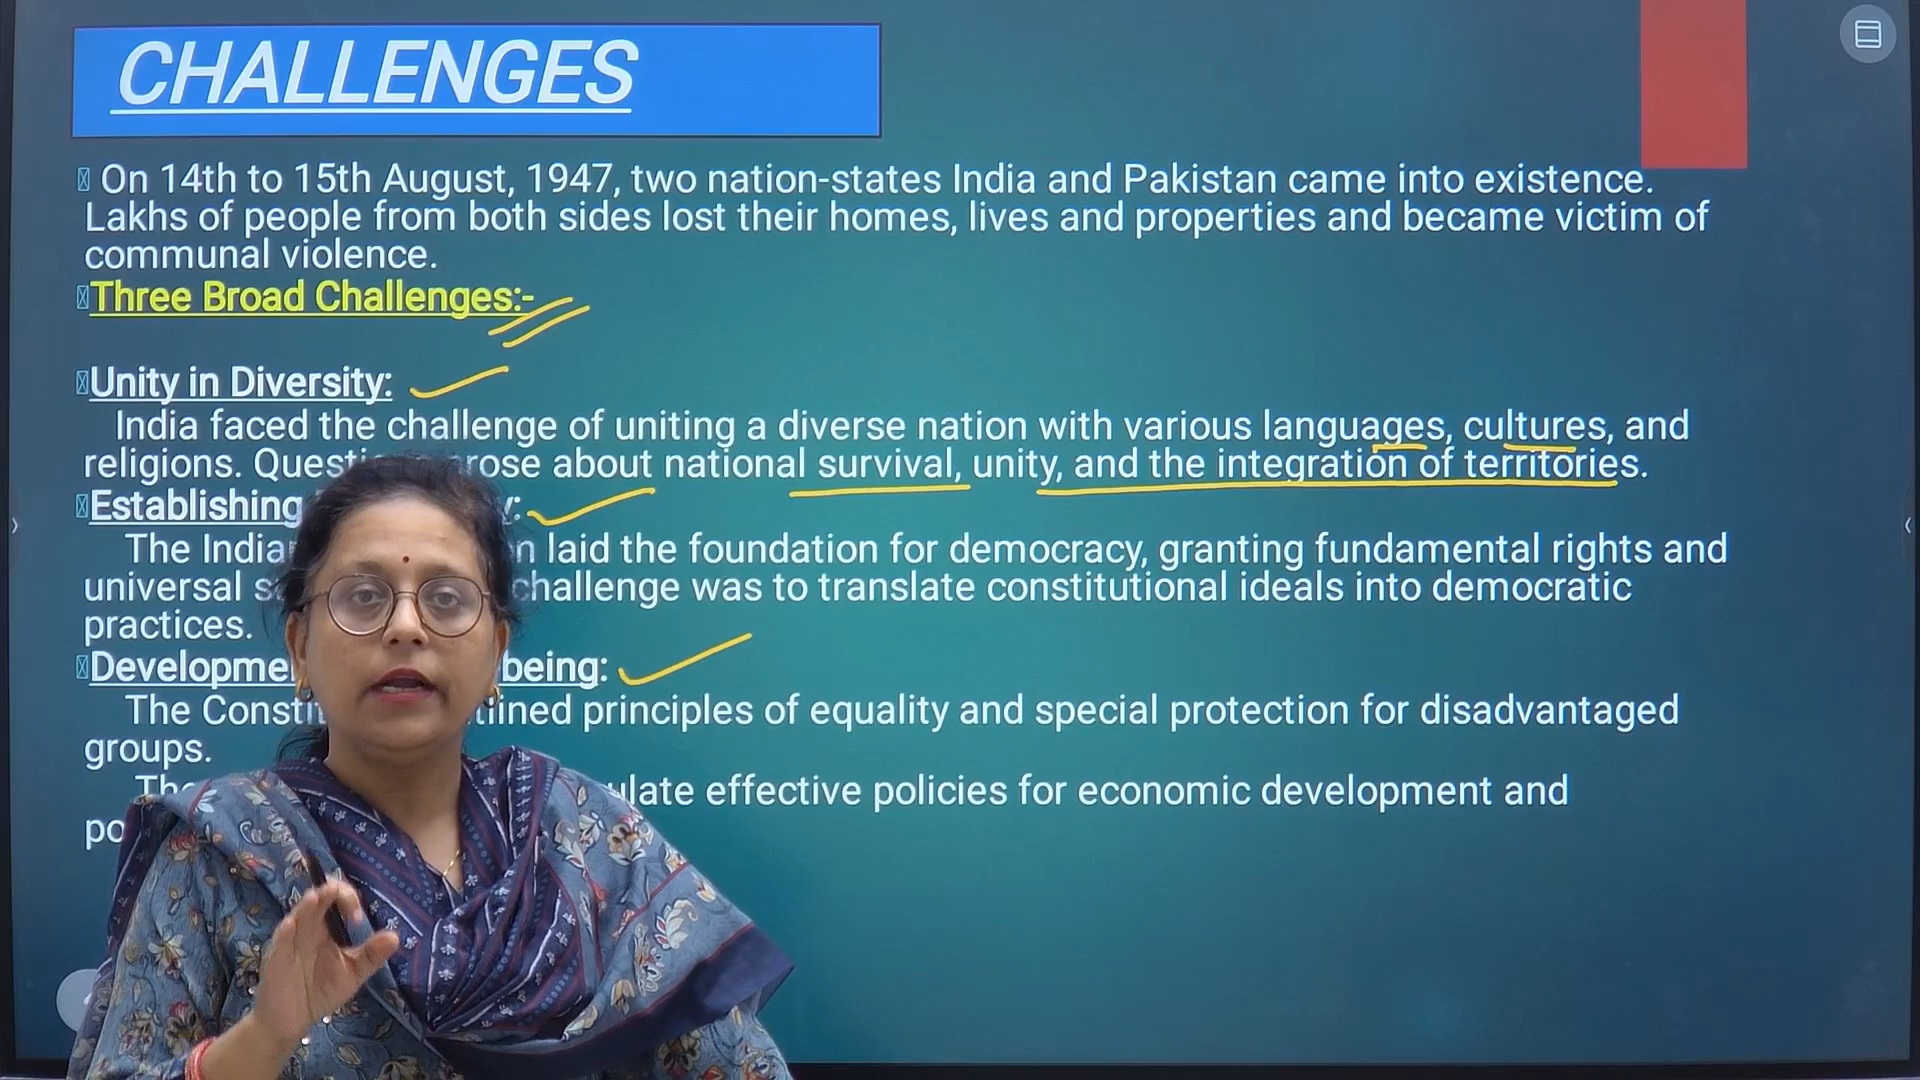 CHALLENGES
On 14th to 15th August, 1947, two nation-states India and Pakistan came into existence.
Lakhs of people from both sides lost their homes, lives and properties and became victim of
communal violence.
Three Broad Challenges:-
Unity in Diversity:
India faced the challenge of uniting a diverse nation with various languages, cultures, and
religions. rose about national survival, unity, and the integration of territories.
Establishing
The laid the foundation for democracy, granting fundamental rights and
universal challenge was to translate constitutional ideals into democratic
practices.
being:
The principles of equality and special protection for disadvantaged
groups.
effective policies for economic development and